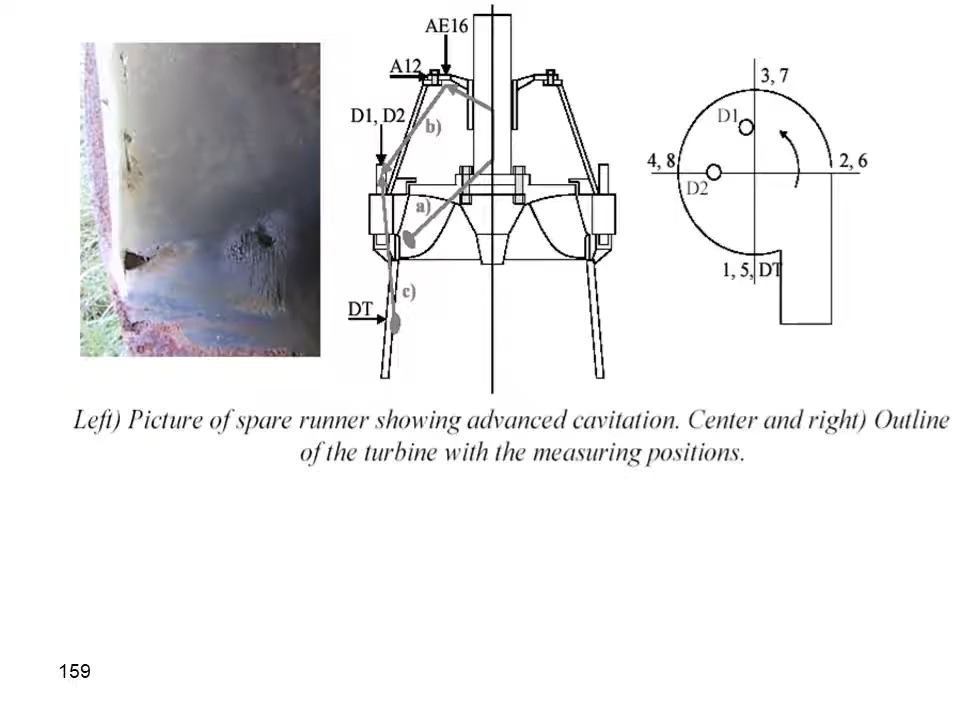 AE16
A12
D1, D2
b)
a)
c)
DT
3, 7
D1
4, 8
2, 6
D2
1, 5, DT
Left) Picture of spare runner showing advanced cavitation. Center and right) Outline
of the turbine with the measuring positions.
159